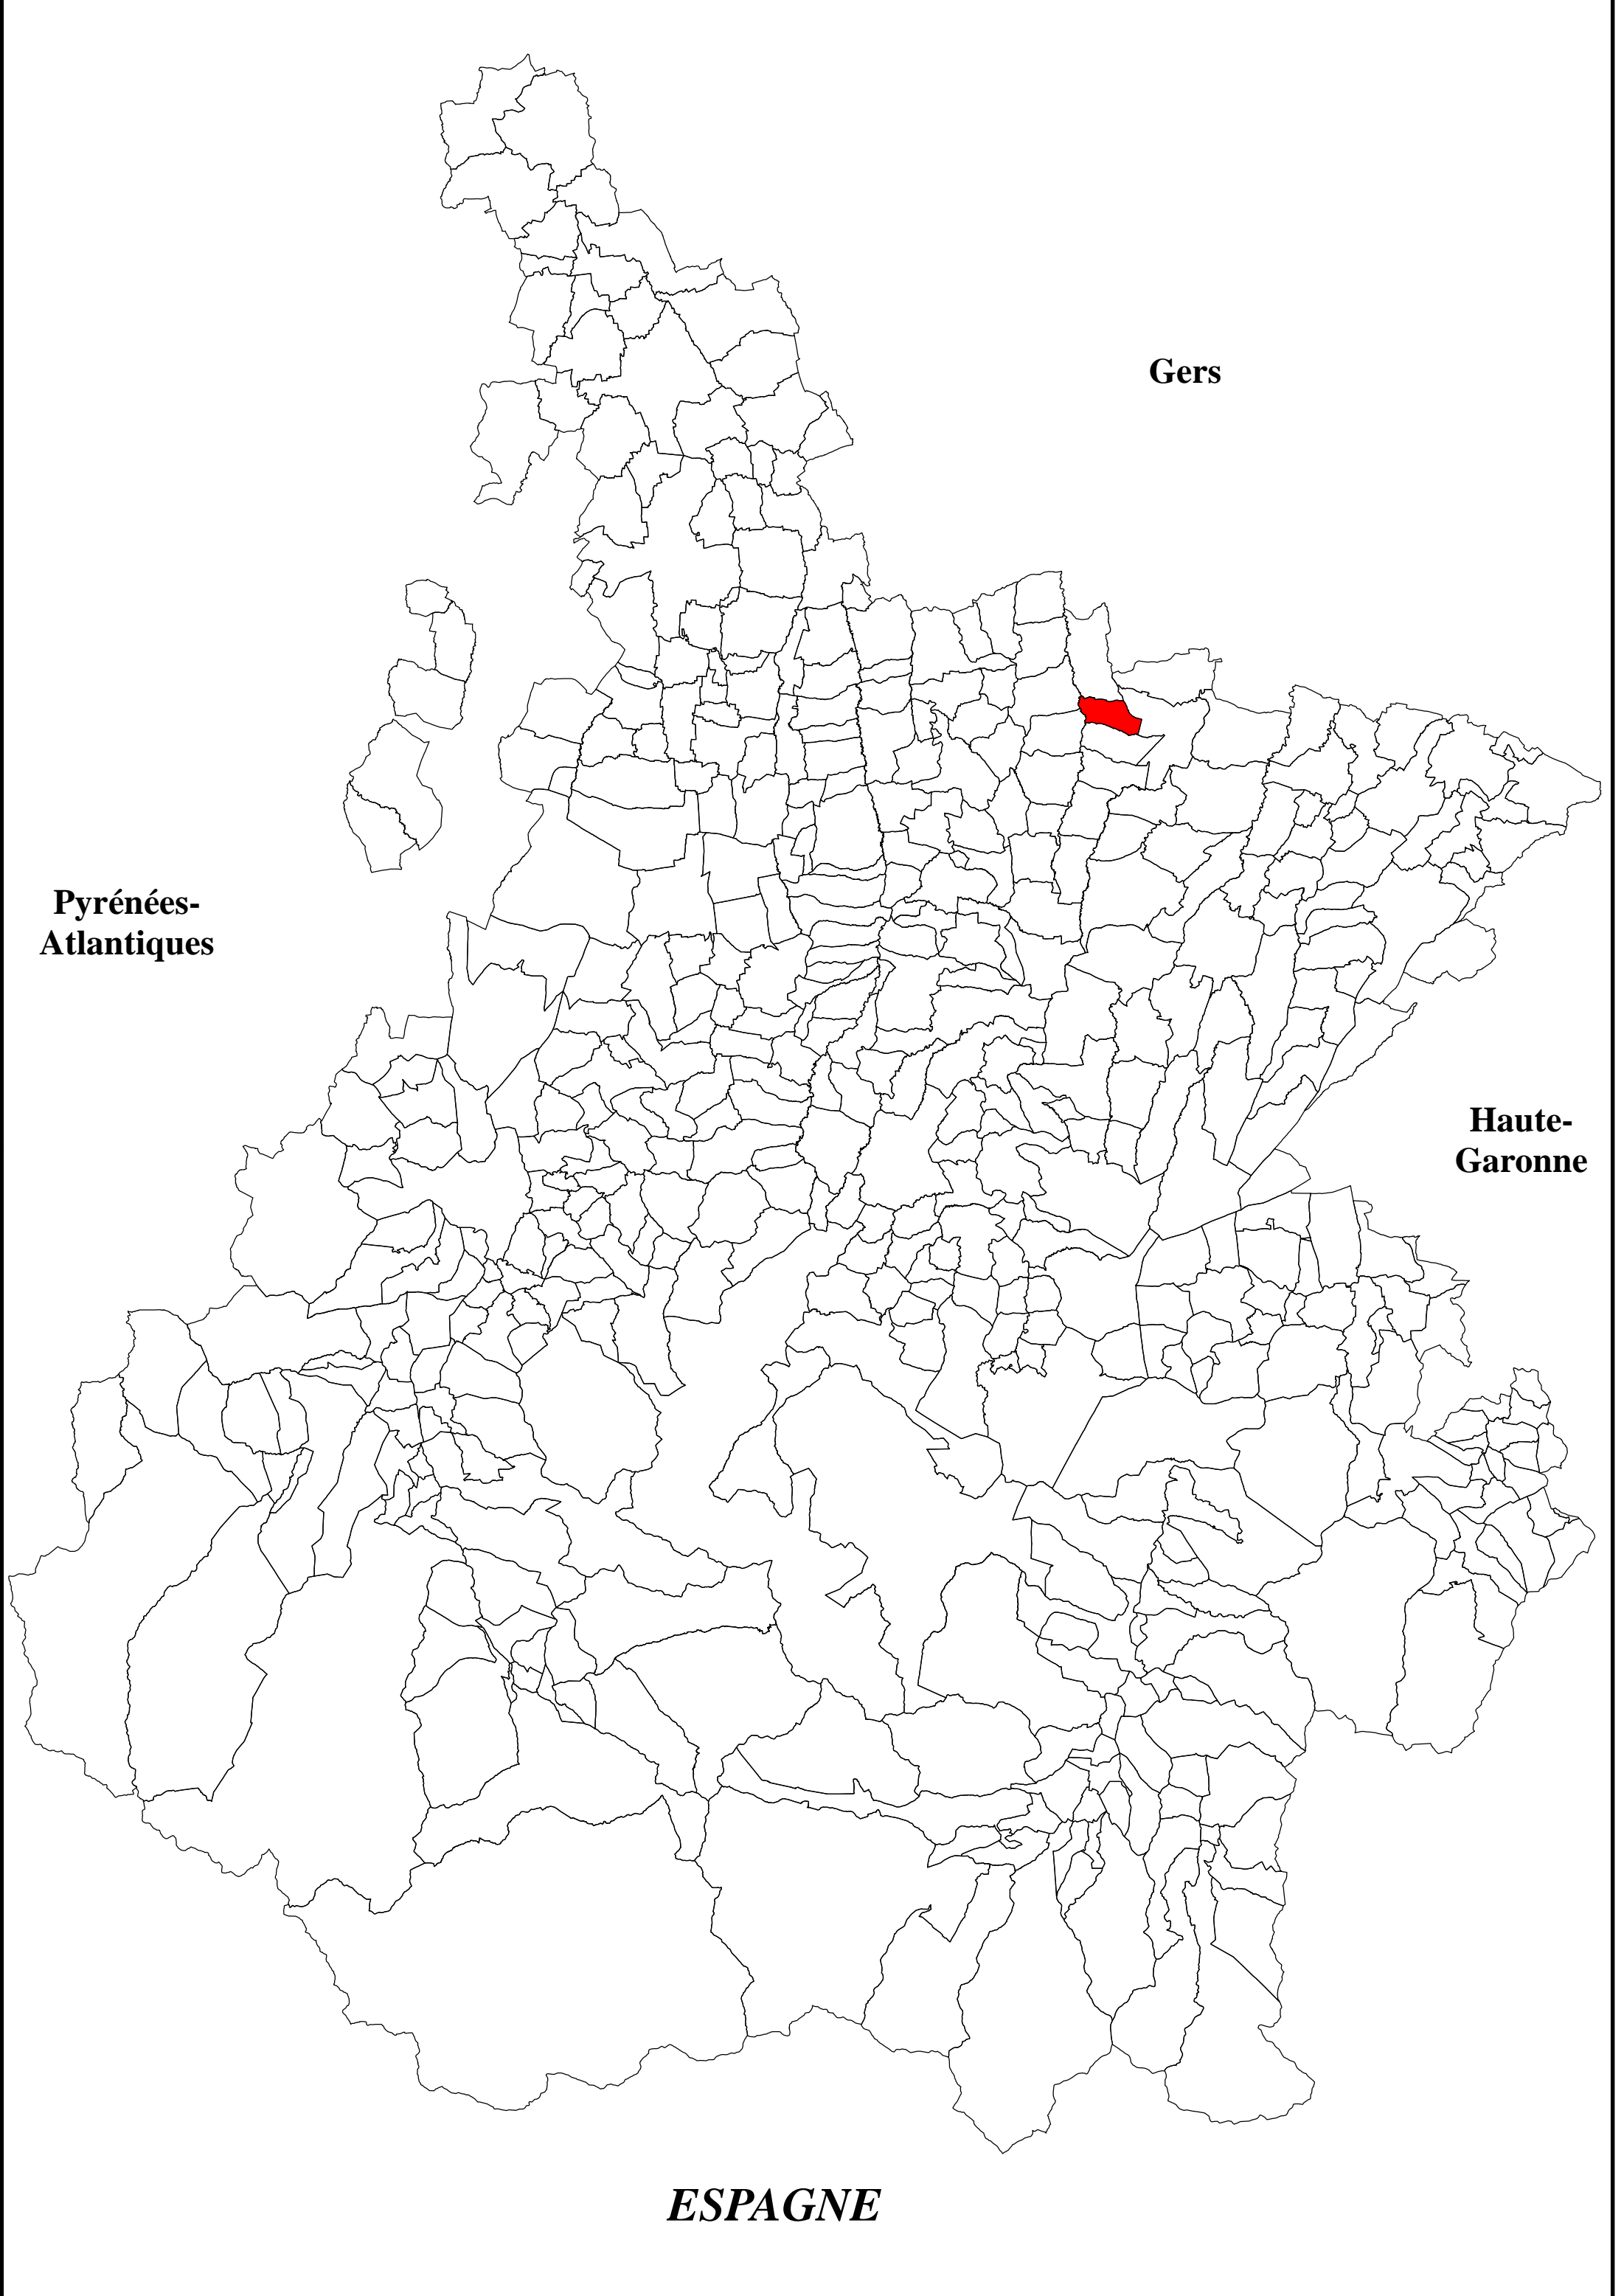 Gers
Pyrénées-
Atlantiques
Haute-
Garonne
ESPAGNE